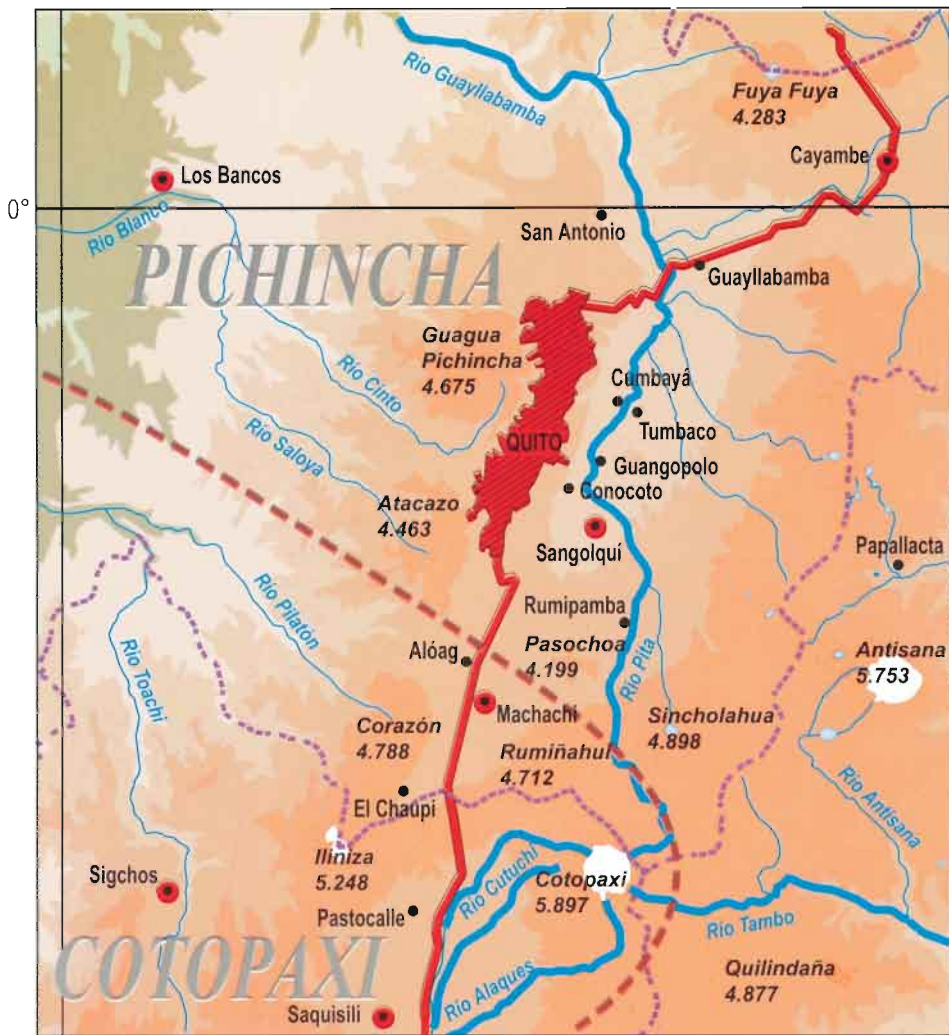 Río Guayllabamba
Fuya Fuya
4.283
Cayambe
Los Bancos
0°
Río Blanco
San Antonio
PICHINCHA
Guayllabamba
Guagua
Pichincha
4.675
Río Cinto
Cumbayá
Tumbaco
Río Saloya
QUITO
Guangopolo
Conocoto
Atacazo
4.463
Sangolquí
Papallacta
Río Pilatón
Rumipamba
Río Toachi
Alóag
Pasochoa
4.199
Río Pita
Antisana
5.753
Machachi
Corazón
4.788
Sincholahua
4.898
Rumiñahui
4.712
El Chaupi
Río Antisana
Iliniza
5.248
Río Cutuchi
Sigchos
Cotopaxi
5.897
Pastocalle
Río Tambo
COTOPAXI
Río Alaques
Quilindaña
4.877
Saquisili